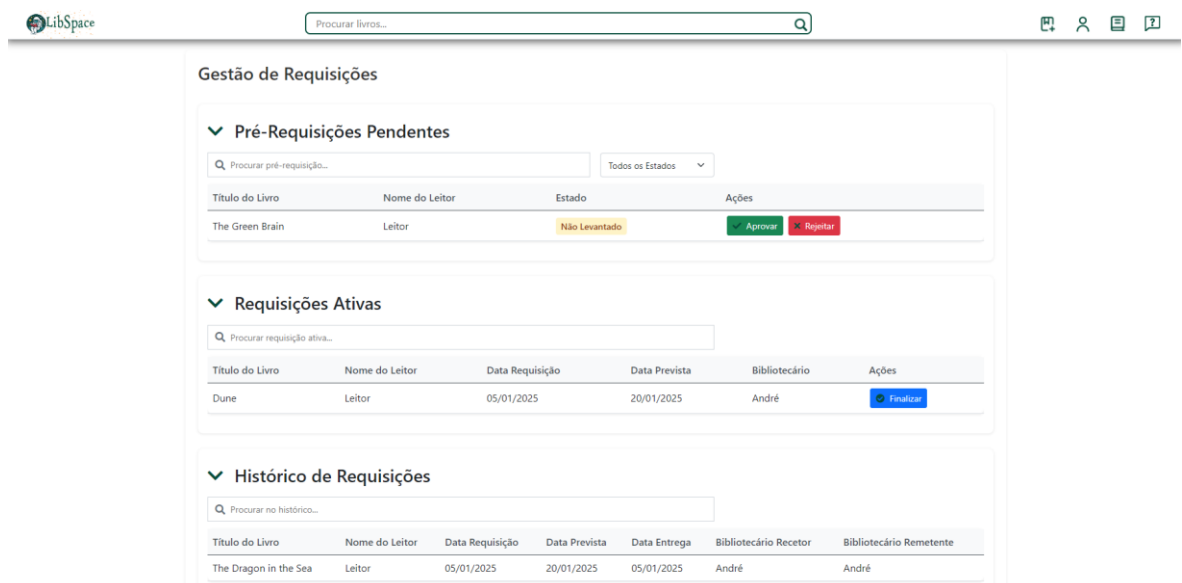 LibSpace
Procurar livros...
Gestão de Requisições
Pré-Requisições Pendentes
Procurar pré-requisição...
Todos os Estados
Título do Livro Nome do Leitor Estado Ações
The Green Brain Leitor Não Levantado Aprovar Rejeitar
Requisições Ativas
Procurar requisição ativa...
Título do Livro Nome do Leitor Data Requisição Data Prevista Bibliotecário Ações
Dune Leitor 05/01/2025 20/01/2025 André Finalizar
Histórico de Requisições
Procurar no histórico...
Título do Livro Nome do Leitor Data Requisição Data Prevista Data Entrega Bibliotecário Recetor Bibliotecário Remetente
The Dragon in the Sea Leitor 05/01/2025 20/01/2025 05/01/2025 André André